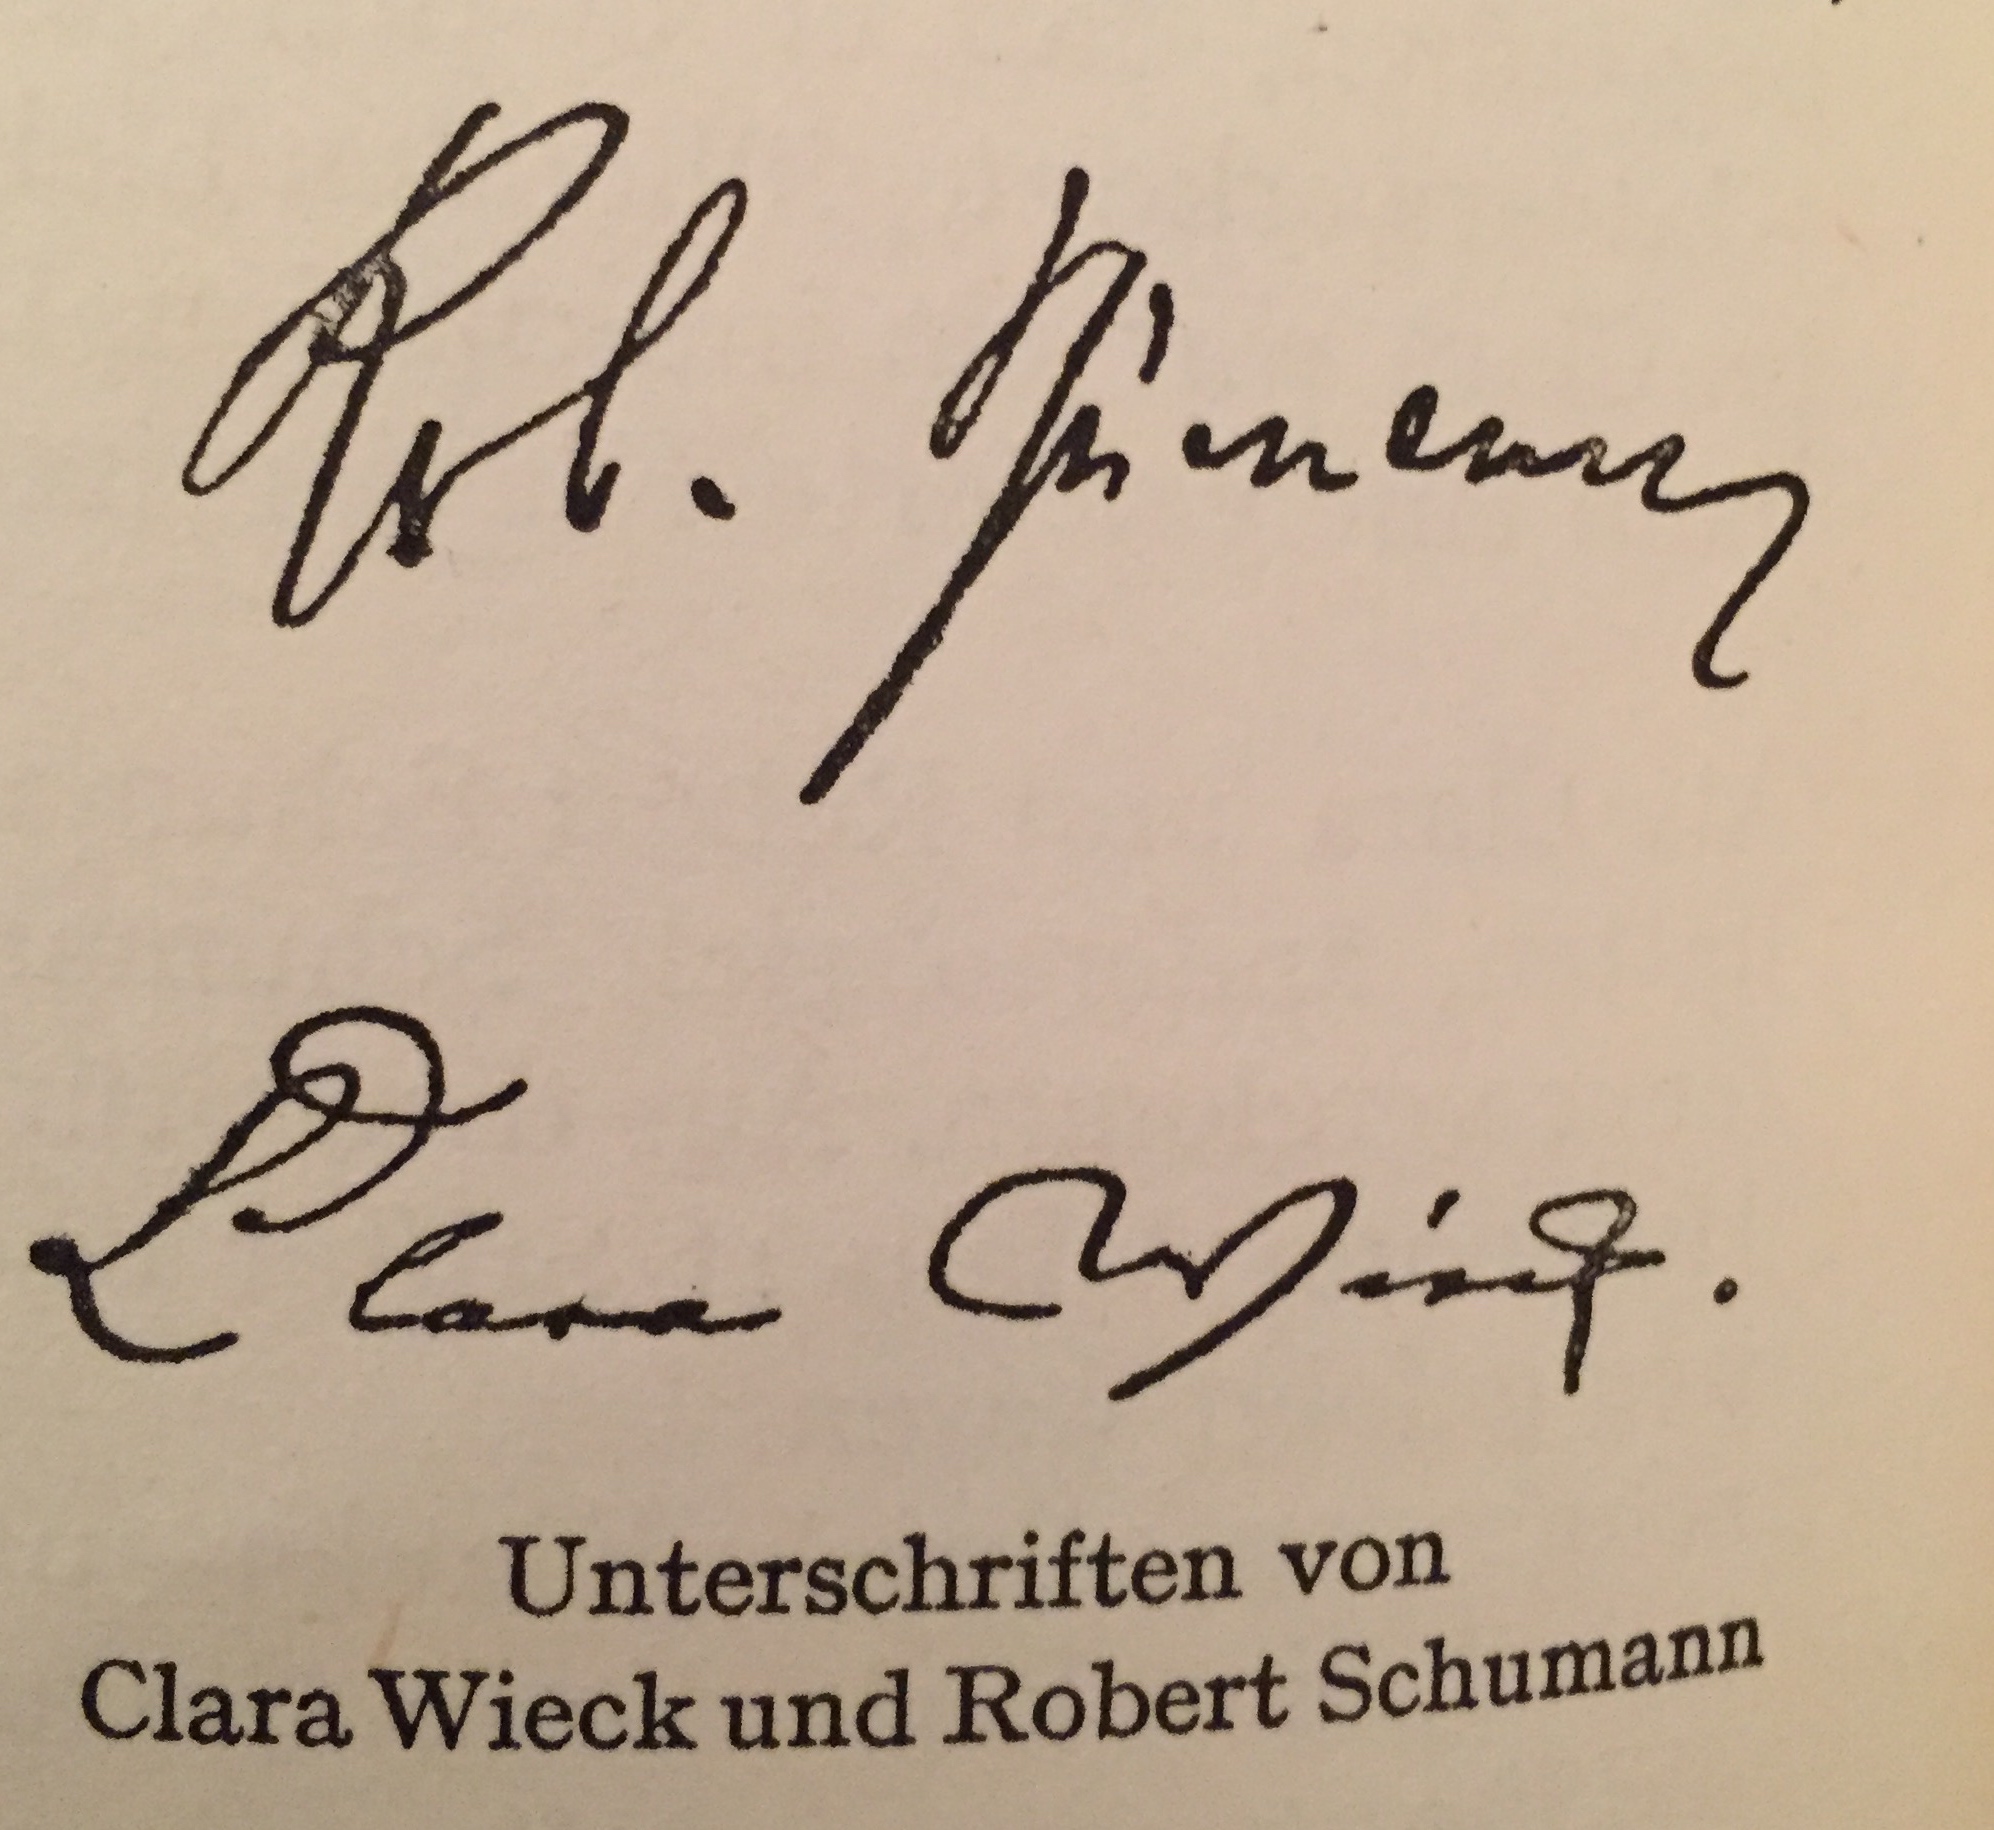 Rob. Schumann
Clara Wieck.
Unterschriften von
Clara Wieck und Robert Schumann